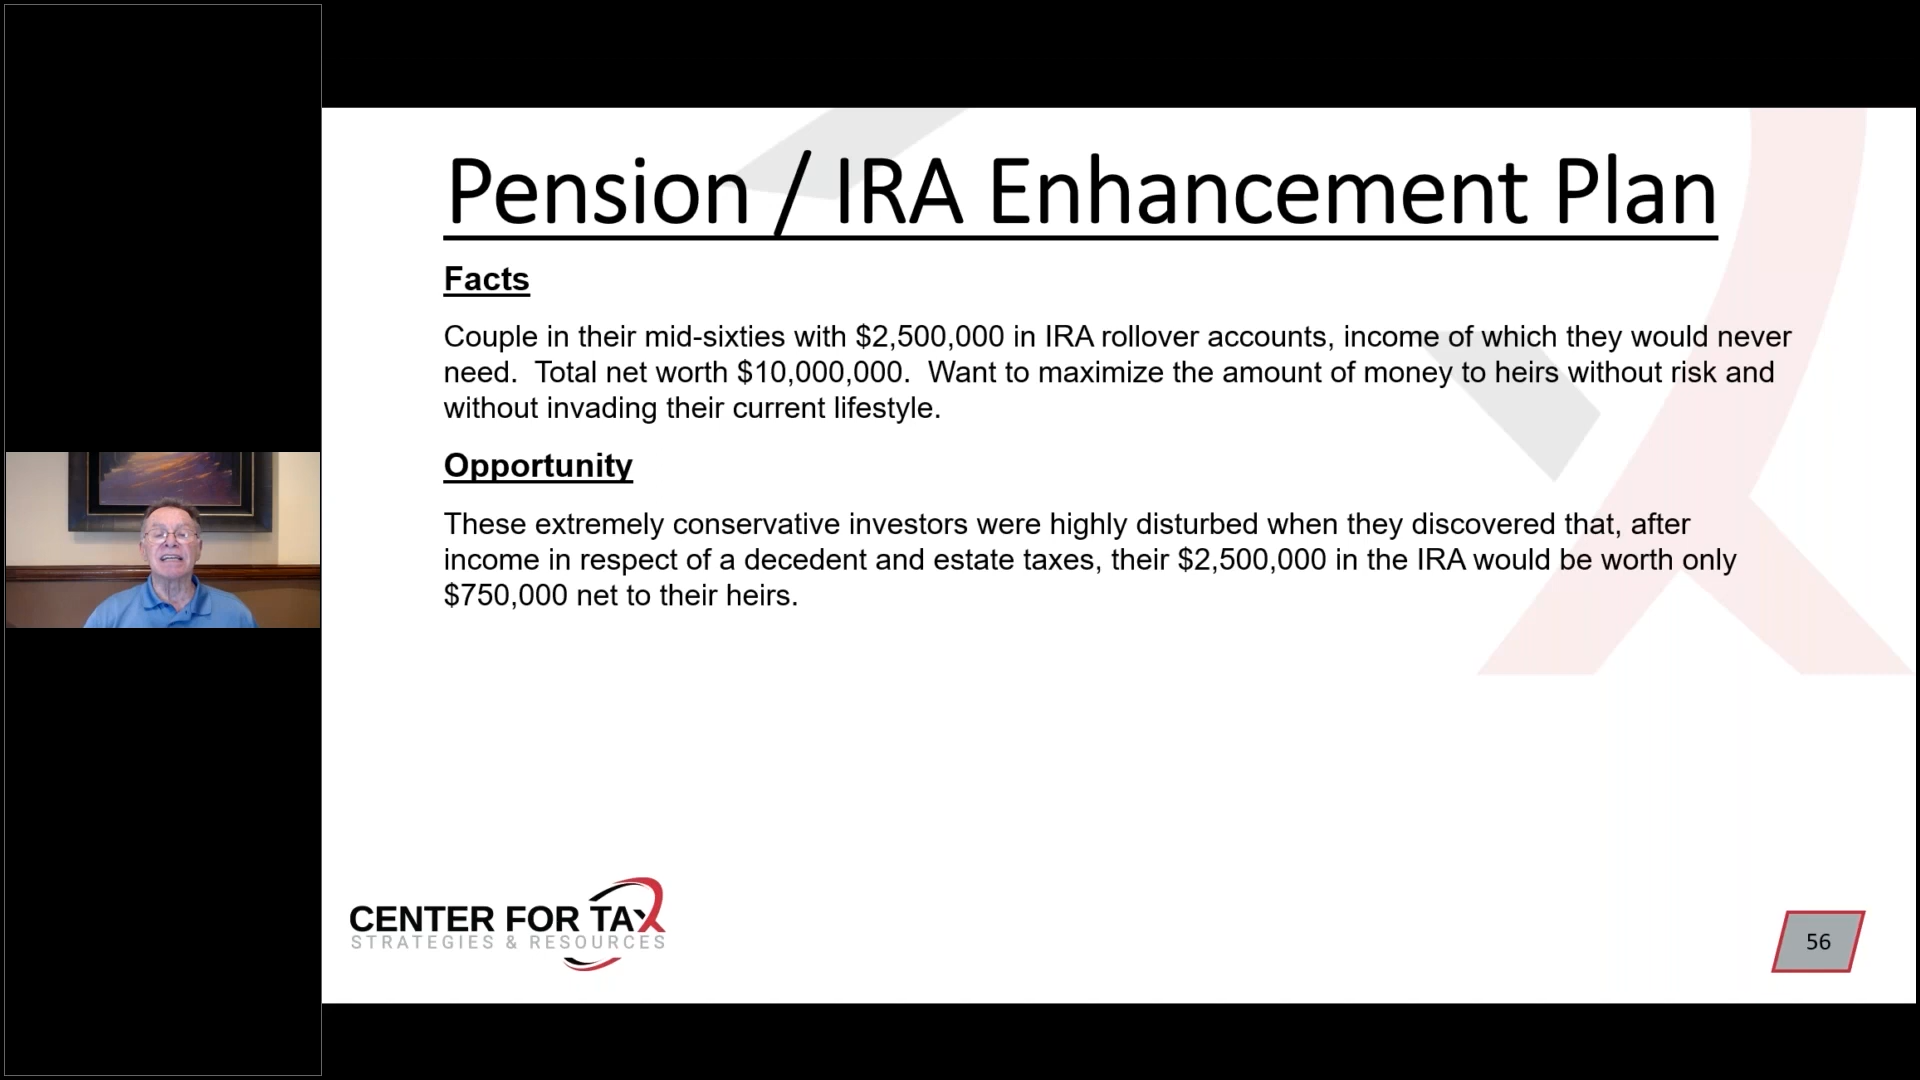 Pension / IRA Enhancement Plan
Facts
Couple in their mid-sixties with $2,500,000 in IRA rollover accounts, income of which they would never
need.  Total net worth $10,000,000.  Want to maximize the amount of money to heirs without risk and
without invading their current lifestyle.
Opportunity
These extremely conservative investors were highly disturbed when they discovered that, after
income in respect of a decedent and estate taxes, their $2,500,000 in the IRA would be worth only
$750,000 net to their heirs.
CENTER FOR TAX
STRATEGIES & RESOURCES
56